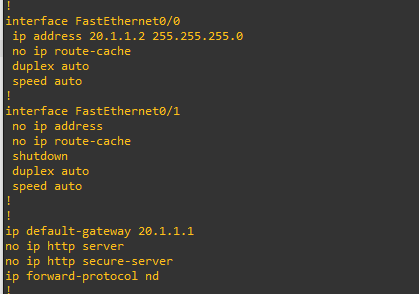 !
interface FastEthernet0/0
 ip address 20.1.1.2 255.255.255.0
 no ip route-cache
 duplex auto
 speed auto
!
interface FastEthernet0/1
 no ip address
 no ip route-cache
 shutdown
 duplex auto
 speed auto
!
!
ip default-gateway 20.1.1.1
no ip http server
no ip http secure-server
ip forward-protocol nd
!